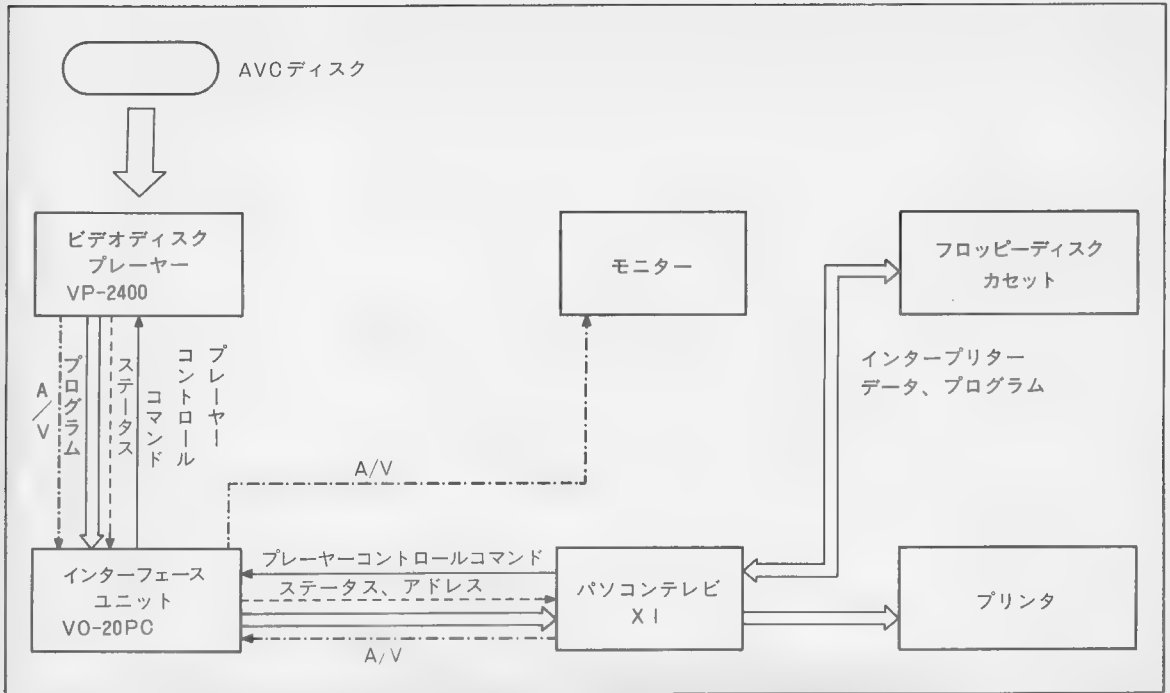 AVCディスク
ビデオディスク
プレーヤー
VP-2400
モニター
フロッピーディスク
カセット
A/V
プログラム
ステータス
プレーヤー
コントロール
コマンド
インタープリター
データ、プログラム
A/V
インターフェース
ユニット
VO-20PC
プレーヤーコントロールコマンド
ステータス、アドレス
A/V
パソコンテレビ
X1
プリンタ